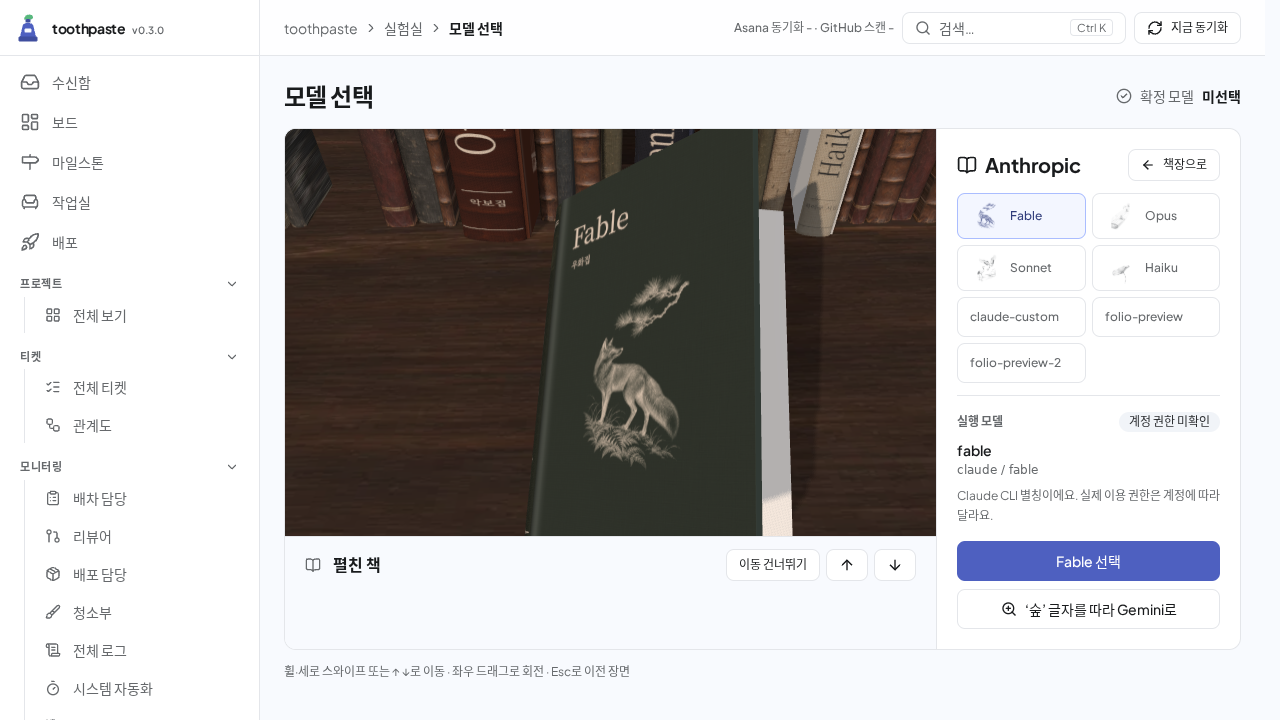 toothpaste v0.3.0
수신함
보드
마일스톤
작업실
배포
프로젝트
전체 보기
티켓
전체 티켓
관계도
모니터링
배차 담당
리뷰어
배포 담당
청소부
전체 로그
시스템 자동화
toothpaste > 실험실 > 모델 선택
Asana 동기화 - · GitHub 스캔 -
검색...
Ctrl K
지금 동기화
모델 선택
확정 모델 미선택
악보집
Haik
Fable
우화집
펼친 책
이동 건너뛰기
휠·세로 스와이프 또는 ↑ ↓로 이동 · 좌우 드래그로 회전 · Esc로 이전 장면
Anthropic
책장으로
Fable
Opus
Sonnet
Haiku
claude-custom
folio-preview
folio-preview-2
실행 모델
계정 권한 미확인
fable
claude / fable
Claude CLI 별칭이에요. 실제 이용 권한은 계정에 따라
달라요.
Fable 선택
‘숲’ 글자를 따라 Gemini로